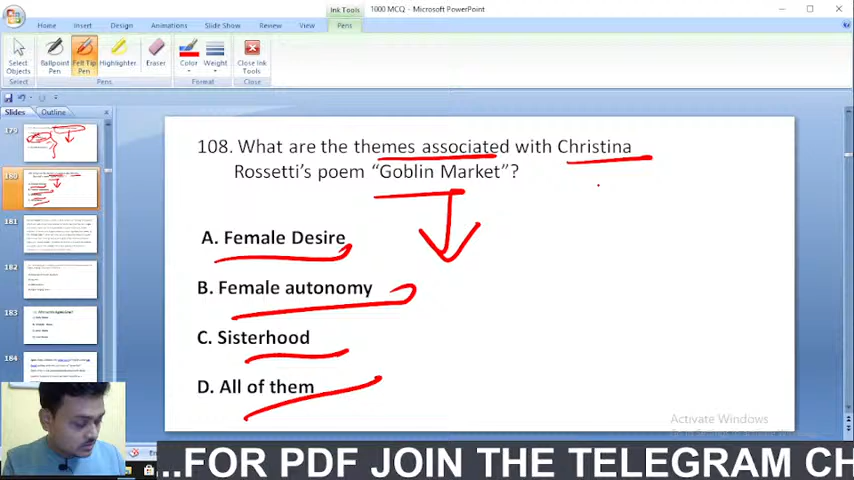 Ink Tools
1000 MCQ - Microsoft PowerPoint
Home Insert Design Animations Slide Show Review View Pens
Select Objects
Ballpoint Pen
Felt Tip Pen
Highlighter
Eraser
Color
Weight
Close Ink Tools
Select
Pens
Format
Close
Slides Outline
179
180
181
182
183
184
108. What are the themes associated with Christina
Rossetti's poem “Goblin Market”?
A. Female Desire
B. Female autonomy
C. Sisterhood
D. All of them
Activate Windows
..FOR PDF JOIN THE TELEGRAM CH